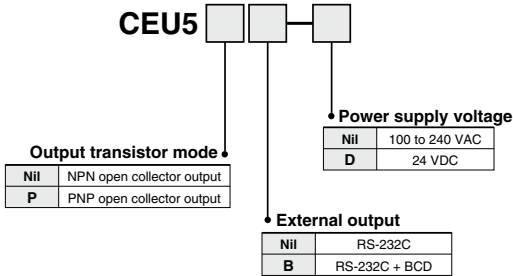 CEU5 -
Power supply voltage
Nil 100 to 240 VAC
D 24 VDC
Output transistor mode
Nil NPN open collector output
P PNP open collector output
External output
Nil RS-232C
B RS-232C + BCD